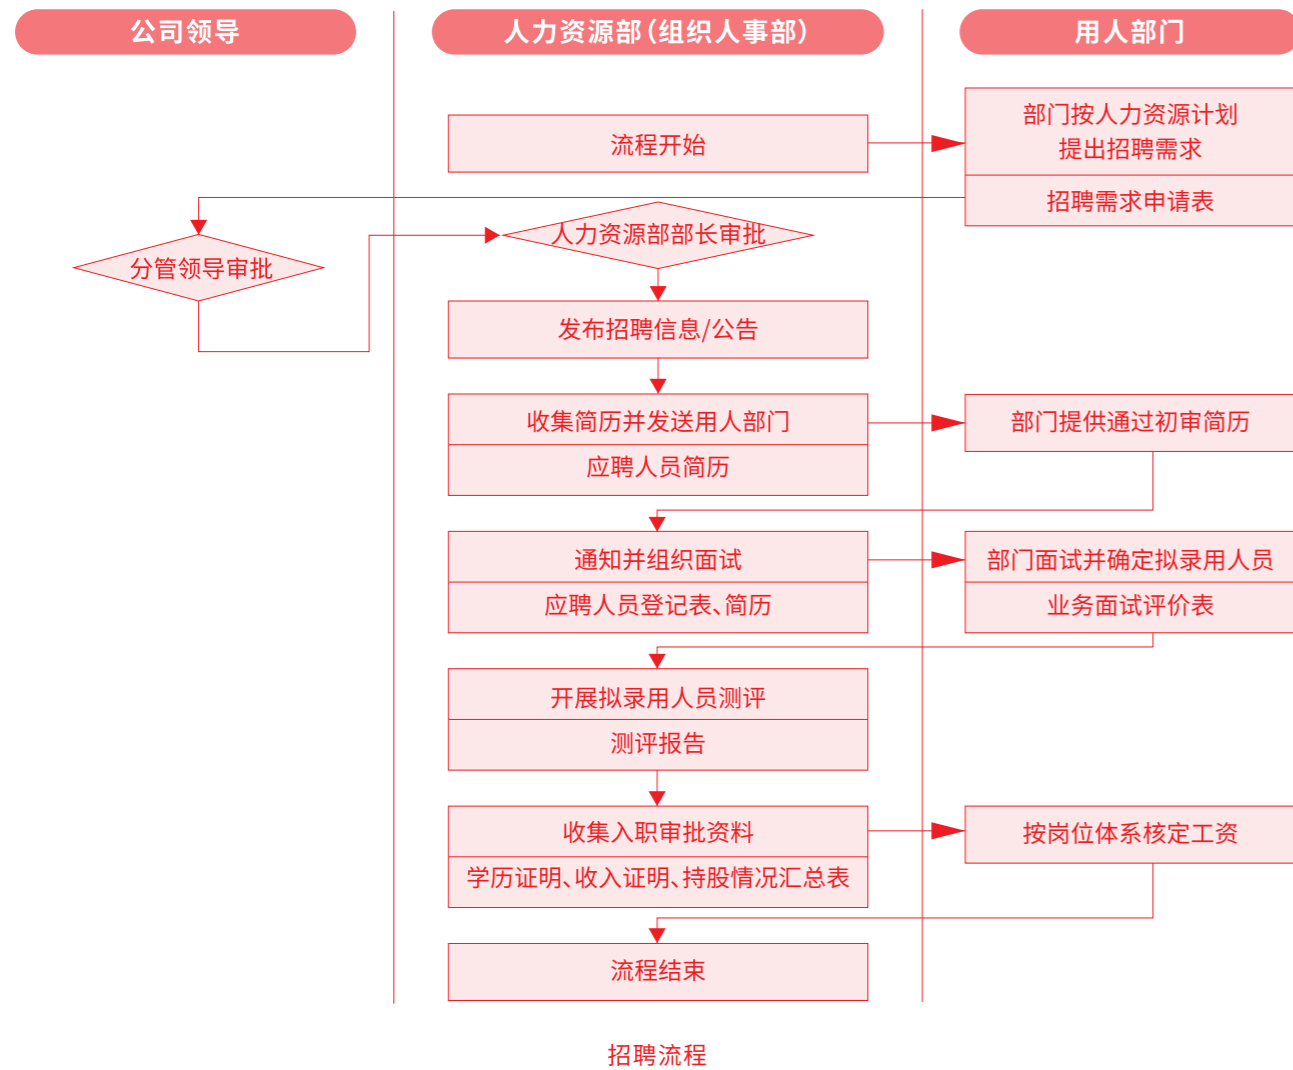 公司领导
人力资源部(组织人事部)
用人部门
流程开始
部门按人力资源计划
提出招聘需求
招聘需求申请表
分管领导审批
人力资源部部长审批
发布招聘信息/公告
收集简历并发送用人部门
应聘人员简历
部门提供通过初审简历
通知并组织面试
应聘人员登记表、简历
部门面试并确定拟录用人员
业务面试评价表
开展拟录用人员测评
测评报告
收集入职审批资料
学历证明、收入证明、持股情况汇总表
按岗位体系核定工资
流程结束
招聘流程